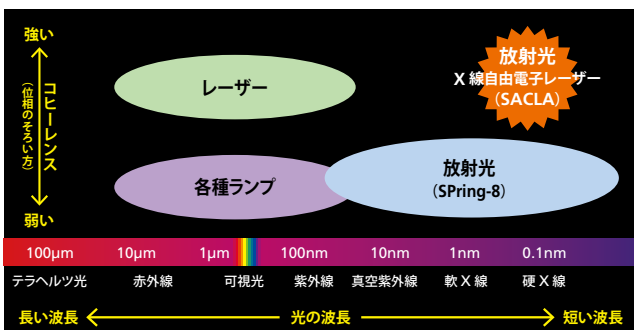 強い
コヒーレンス
（位相のそろい方）
弱い
レーザー
放射光
X 線自由電子レーザー
（SACLA）
各種ランプ
放射光
（SPring-8）
100μm 10μm 1μm 100nm 10nm 1nm 0.1nm
テラヘルツ光 赤外線 可視光 紫外線 真空紫外線 軟 X 線 硬 X 線
長い波長 光の波長 短い波長